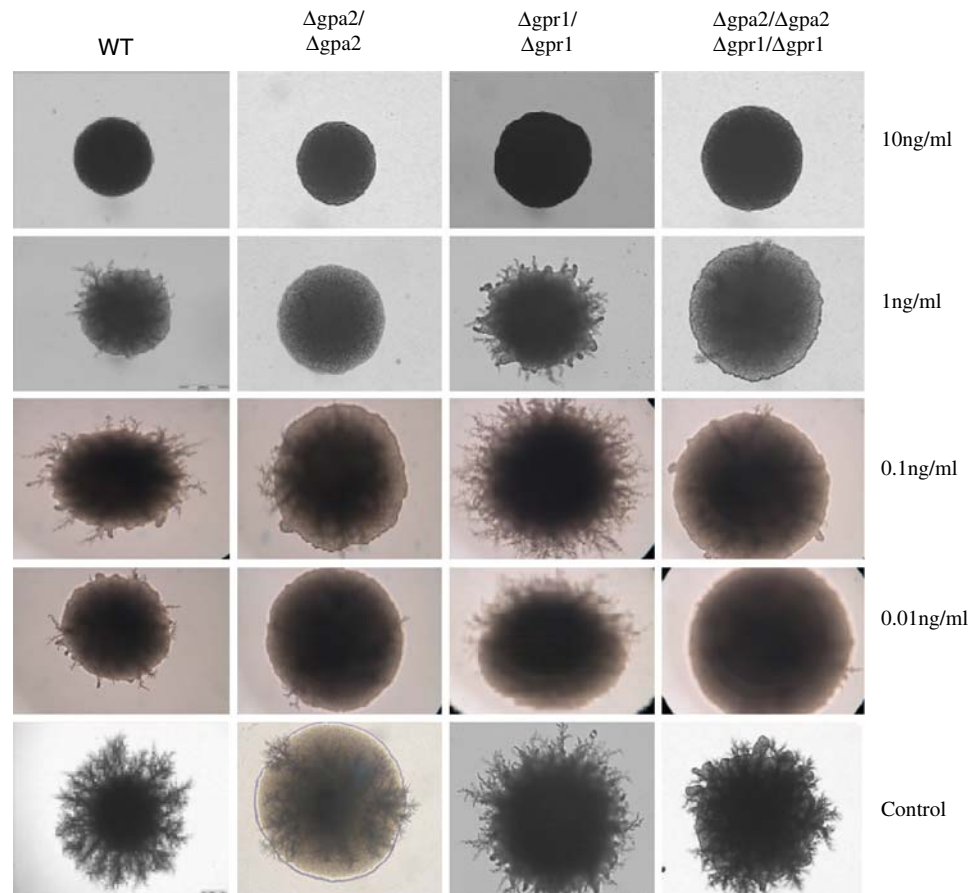 WT
Δgpa2/
Δgpa2
Δgpr1/
Δgpr1
Δgpa2/Δgpa2
Δgpr1/Δgpr1
10ng/ml
1ng/ml
0.1ng/ml
0.01ng/ml
Control